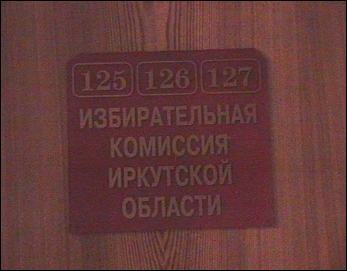 125 126 127
ИЗБИРАТЕЛЬНАЯ
КОМИССИЯ
ИРКУТСКОЙ
ОБЛАСТИ